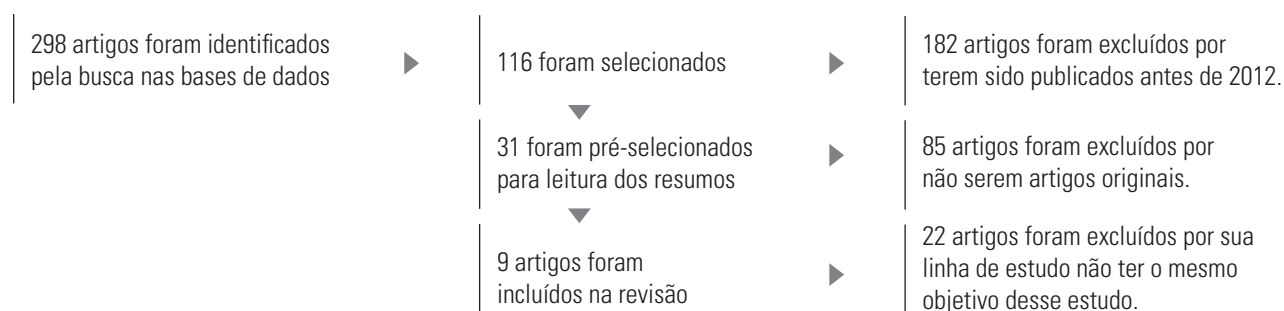 298 artigos foram identificados
pela busca nas bases de dados
116 foram selecionados
182 artigos foram excluídos por
terem sido publicados antes de 2012.
31 foram pré-selecionados
para leitura dos resumos
85 artigos foram excluídos por
não serem artigos originais.
9 artigos foram
incluídos na revisão
22 artigos foram excluídos por sua
linha de estudo não ter o mesmo
objetivo desse estudo.